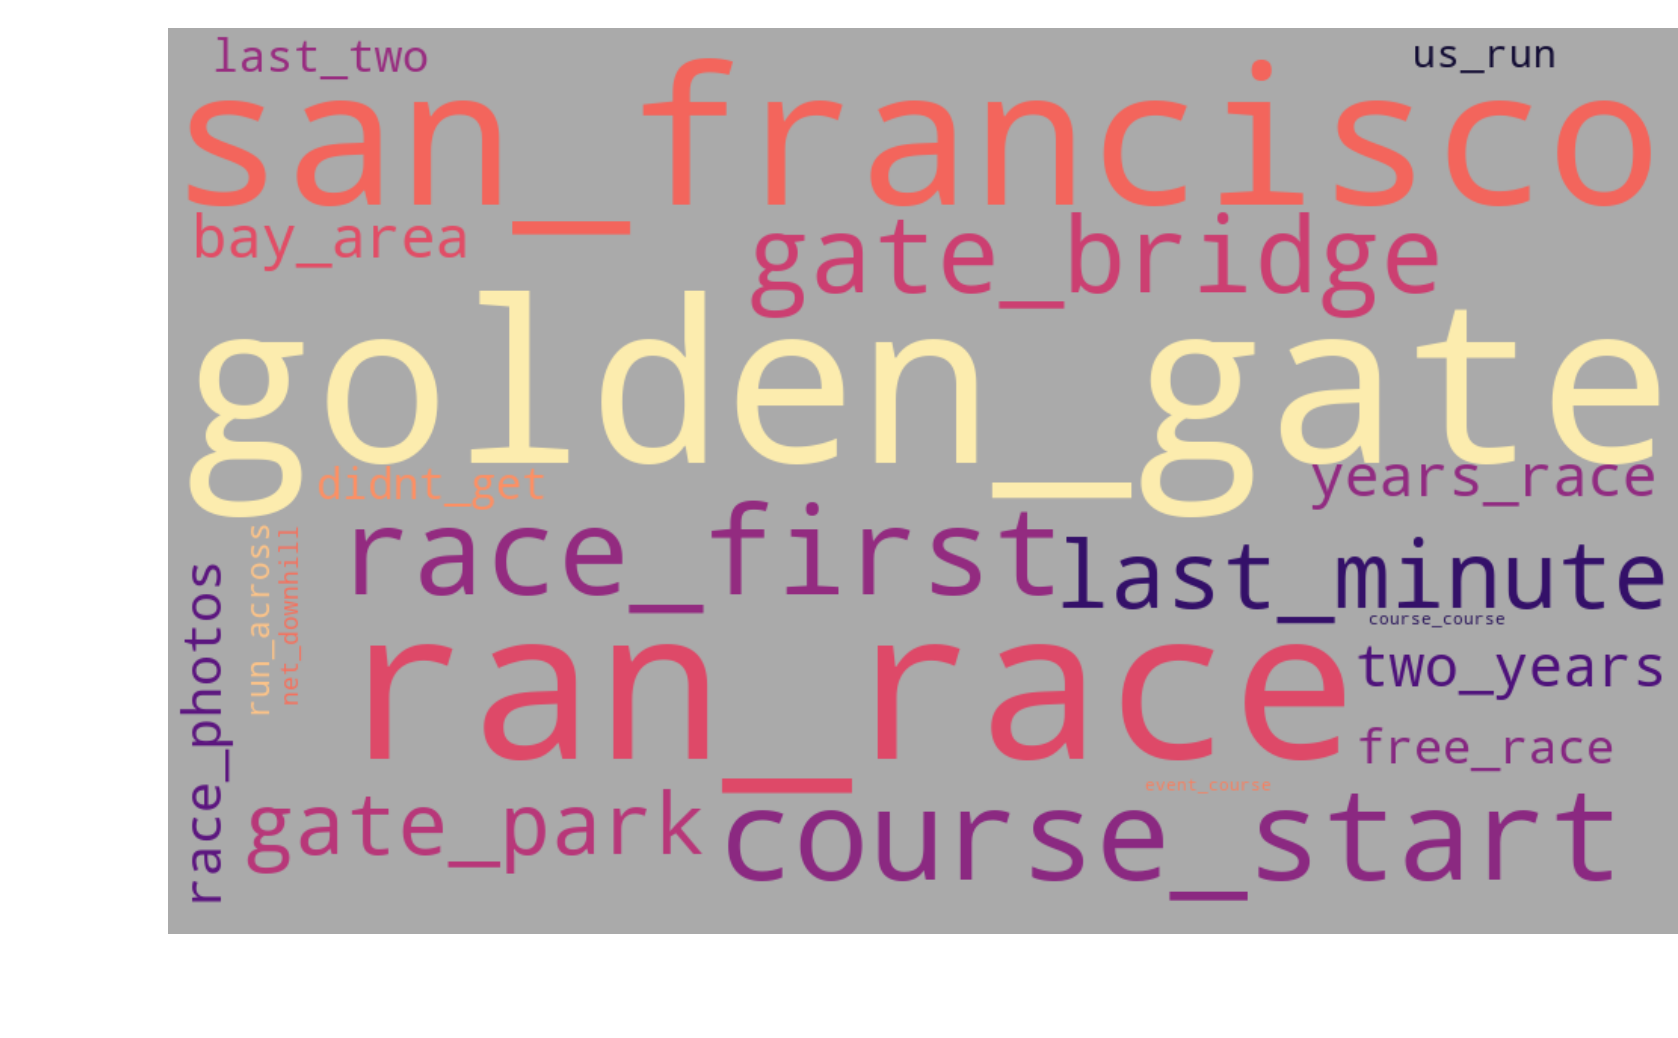 last_two
us_run
san_francisco
bay_area
gate_bridge
golden_gate
didnt_get
years_race
race_first
last_minute
course_course
race_photos
run_across
net_downhill
ran_race
two_years
free_race
event_course
gate_park
course_start